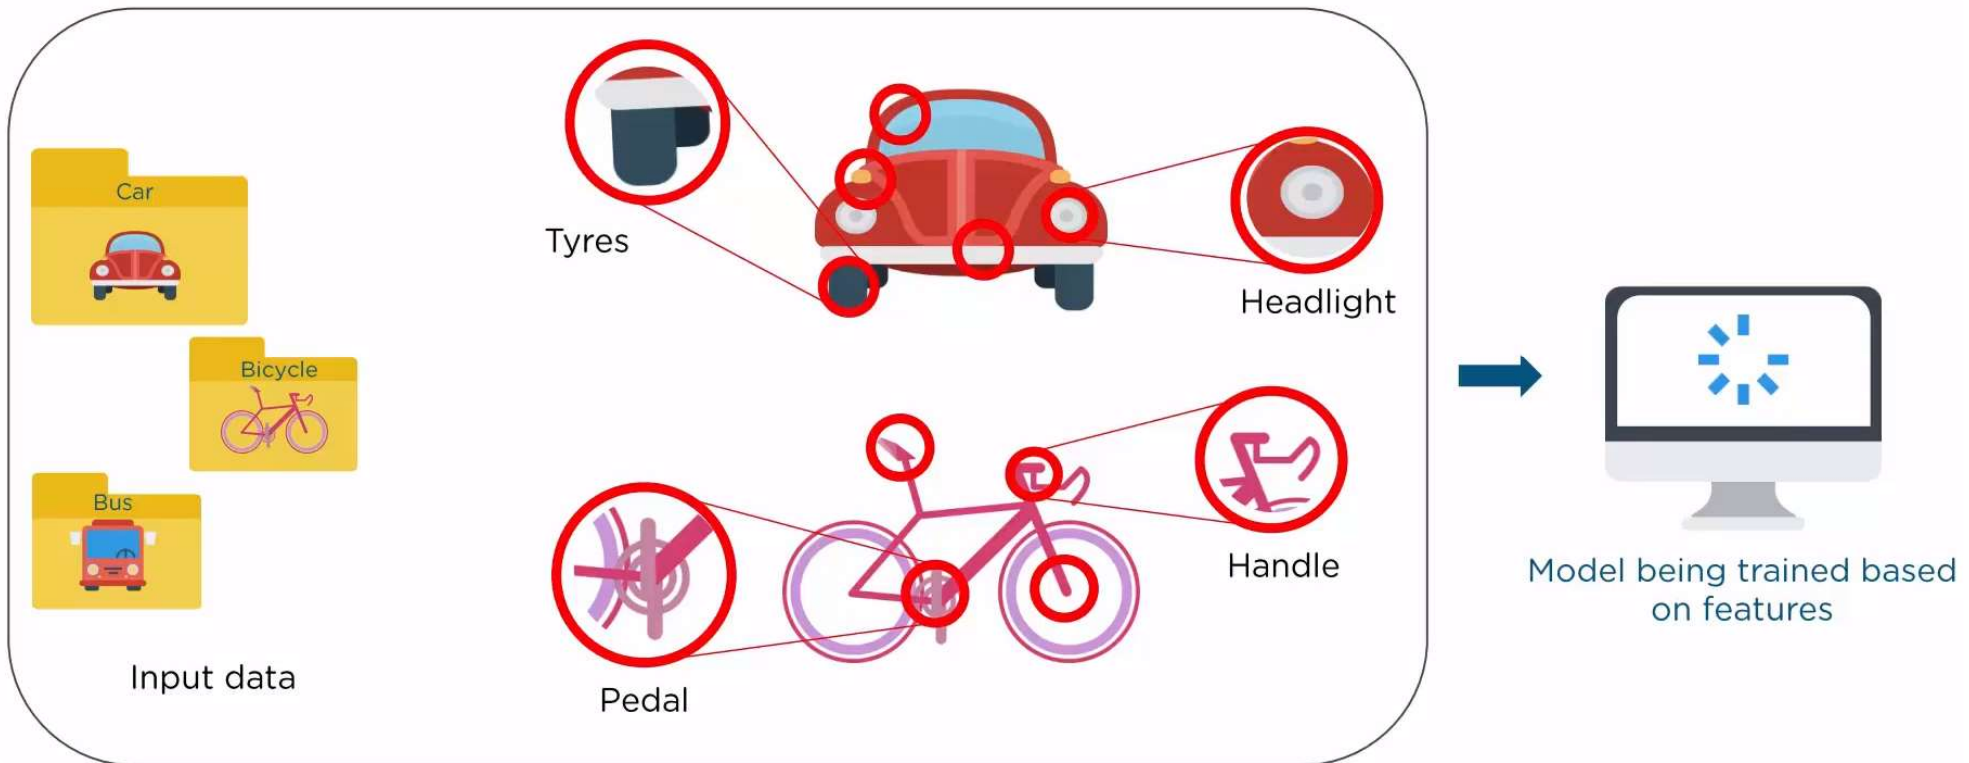 Car
Bicycle
Bus
Input data
Tyres
Headlight
Pedal
Handle
Model being trained based
on features